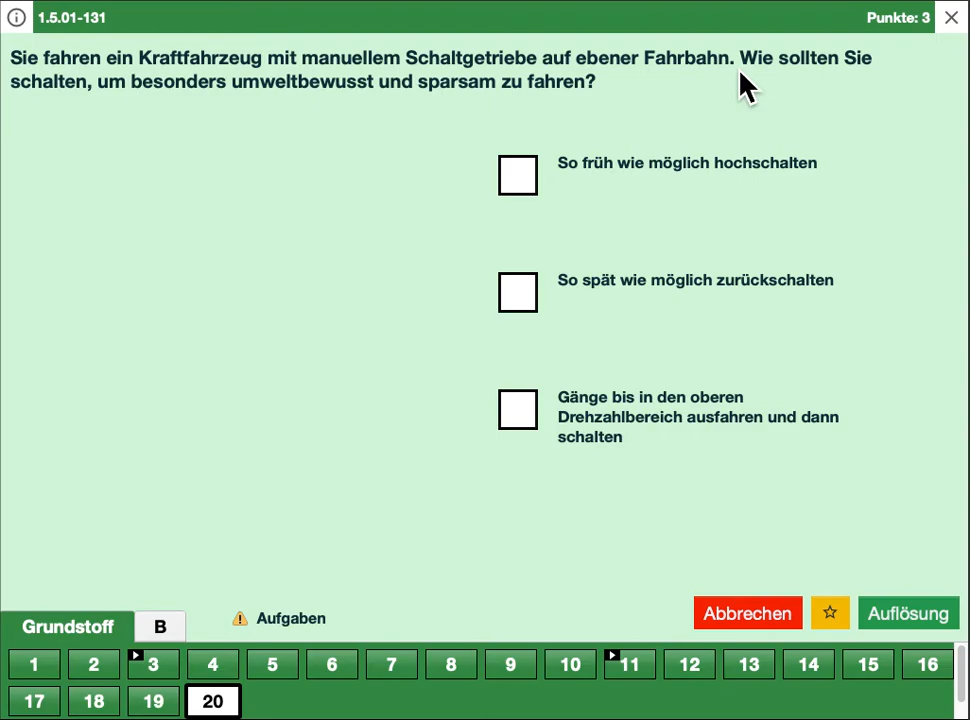 1.5.01-131
Punkte: 3
Sie fahren ein Kraftfahrzeug mit manuellem Schaltgetriebe auf ebener Fahrbahn. Wie sollten Sie
schalten, um besonders umweltbewusst und sparsam zu fahren?
So früh wie möglich hochschalten
So spät wie möglich zurückschalten
Gänge bis in den oberen
Drehzahlbereich ausfahren und dann
schalten
Grundstoff
B
Aufgaben
Abbrechen
Auflösung
1 2 3 4 5 6 7 8 9 10 11 12 13 14 15 16
17 18 19 20